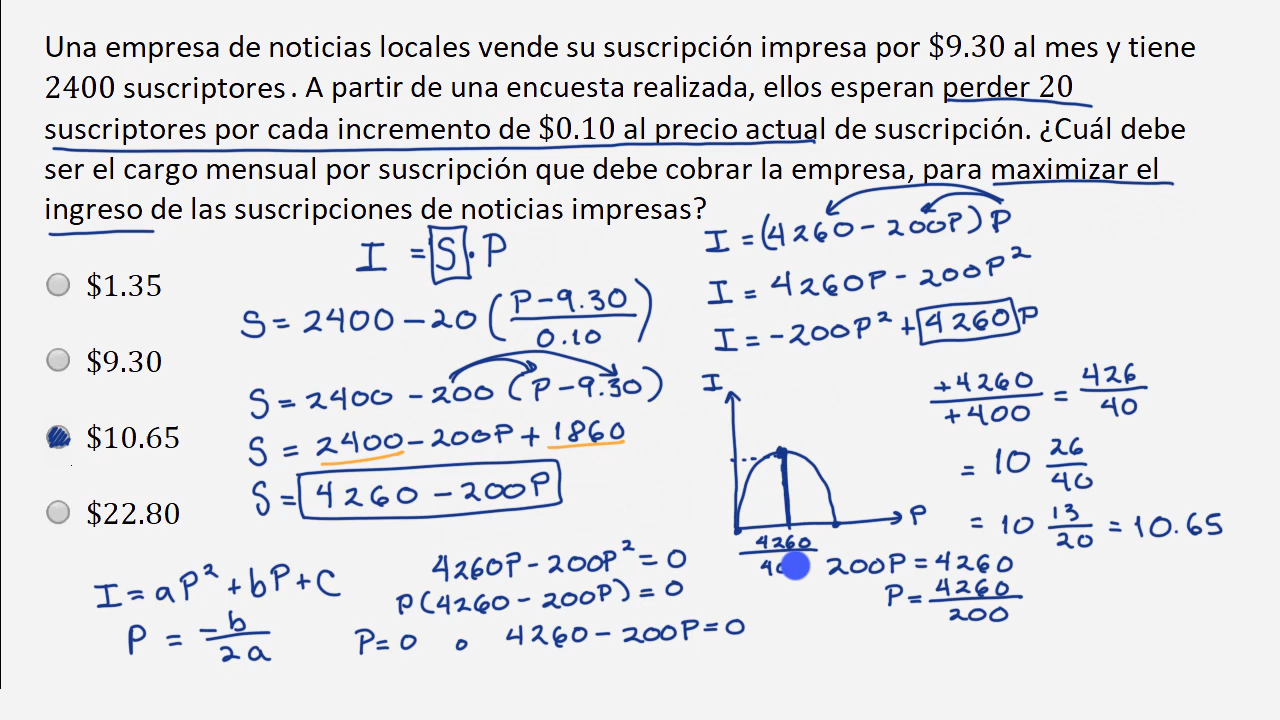 Una empresa de noticias locales vende su suscripción impresa por $9.30 al mes y tiene
2400 suscriptores. A partir de una encuesta realizada, ellos esperan perder 20
suscriptores por cada incremento de $0.10 al precio actual de suscripción. ¿Cuál debe
ser el cargo mensual por suscripción que debe cobrar la empresa, para maximizar el
ingreso de las suscripciones de noticias impresas?
$1.35
$9.30
$10.65
$22.80
I = S · P
S = 2400 - 20 ( (P - 9.30) / 0.10 )
S = 2400 - 200 (P - 9.30)
S = 2400 - 200P + 1860
S = 4260 - 200P
I = aP² + bP + C
P = -b / 2a
4260P - 200P² = 0
P(4260 - 200P) = 0
P = 0 o 4260 - 200P = 0
I = (4260 - 200P) P
I = 4260P - 200P²
I = -200P² + 4260P
I
P
4260
200P = 4260
P = 4260 / 200
+4260 / +400 = 426 / 40
= 10 26/40
= 10 13/20 = 10.65